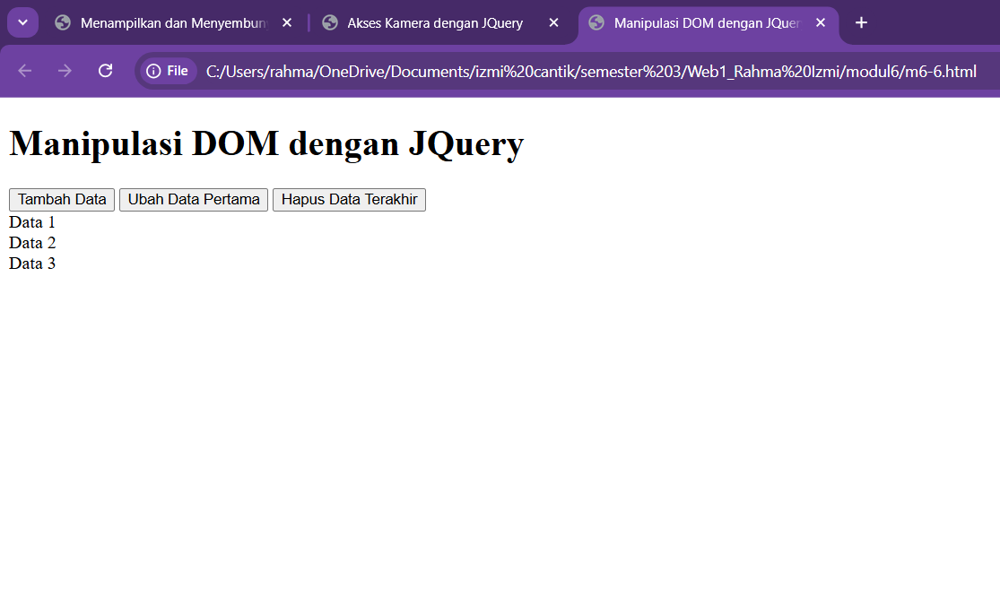 Menampilkan dan Menyembun
Akses Kamera dengan JQuery
Manipulasi DOM dengan JQuer
File
C:/Users/rahma/OneDrive/Documents/izmi%20cantik/semester%203/Web1_Rahma%20Izmi/modul6/m6-6.html
Manipulasi DOM dengan JQuery
Tambah Data Ubah Data Pertama Hapus Data Terakhir
Data 1
Data 2
Data 3